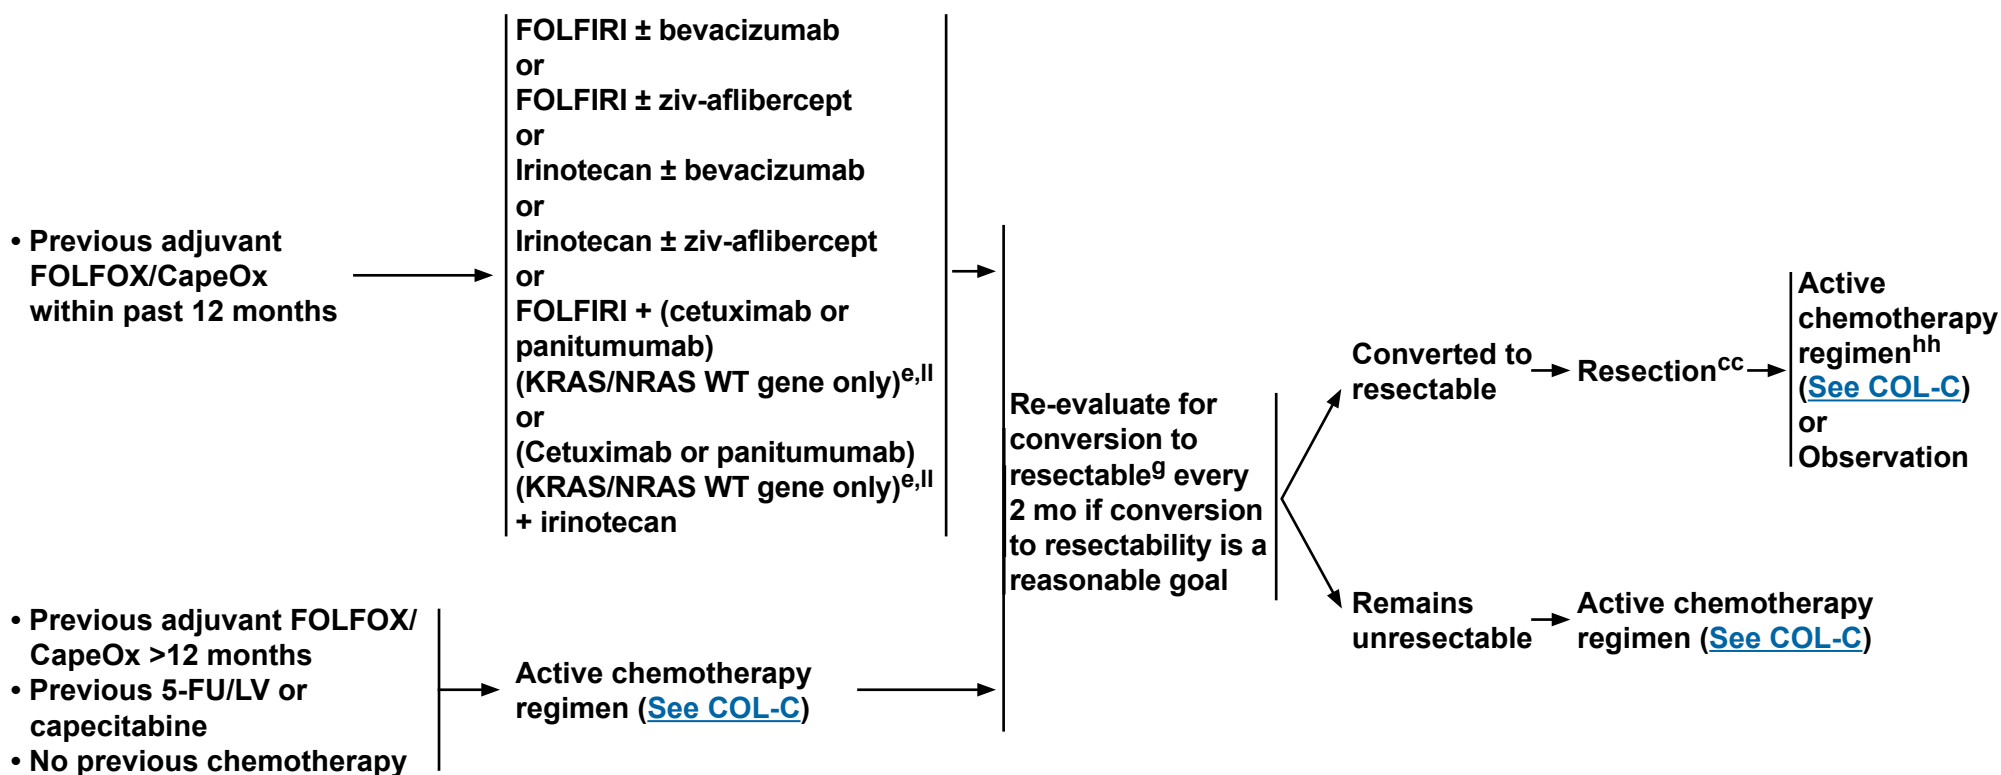 • Previous adjuvant
FOLFOX/CapeOx
within past 12 months
FOLFIRI ± bevacizumab
or
FOLFIRI ± ziv-aflibercept
or
Irinotecan ± bevacizumab
or
Irinotecan ± ziv-aflibercept
or
FOLFIRI + (cetuximab or
panitumumab)
(KRAS/NRAS WT gene only)e,ll
or
(Cetuximab or panitumumab)
(KRAS/NRAS WT gene only)e,ll
+ irinotecan
• Previous adjuvant FOLFOX/
CapeOx >12 months
• Previous 5-FU/LV or
capecitabine
• No previous chemotherapy
Active chemotherapy
regimen (See COL-C)
Re-evaluate for
conversion to
resectableg every
2 mo if conversion
to resectability is a
reasonable goal
Converted to
resectable
Resectioncc
Active
chemotherapy
regimenhh
(See COL-C)
or
Observation
Remains
unresectable
Active chemotherapy
regimen (See COL-C)